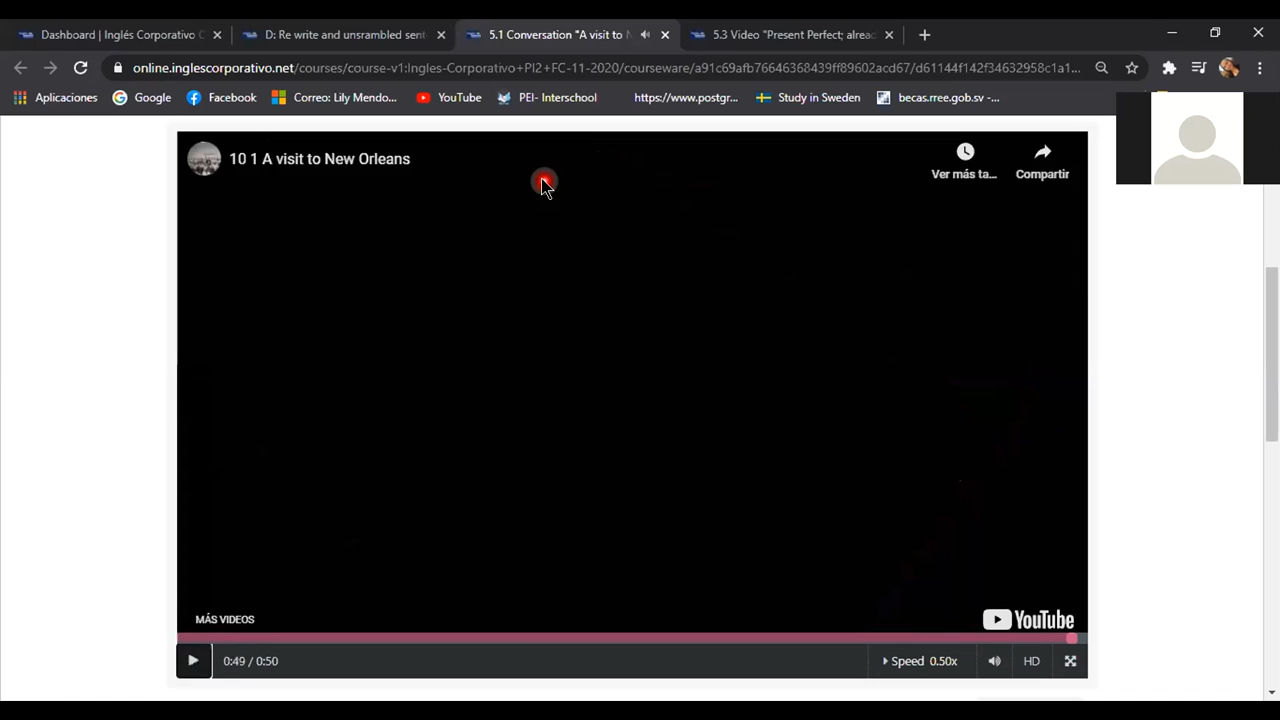 Dashboard | Inglés Corporativo C
D: Re write and unsrambled sent
5.1 Conversation "A visit to N
5.3 Video "Present Perfect; alread
online.inglescorporativo.net/courses/course-v1:Ingles-Corporativo+PI2+FC-11-2020/courseware/a91c69afb76646368439ff89602acd67/d61144f142f34632958c1a1...
Aplicaciones
Google
Facebook
Correo: Lily Mendo...
YouTube
PEI- Interschool
https://www.postgr...
Study in Sweden
becas.rree.gob.sv -...
10 1 A visit to New Orleans
Ver más ta...
Compartir
MÁS VIDEOS
YouTube
0:49 / 0:50
Speed 0.50x
HD